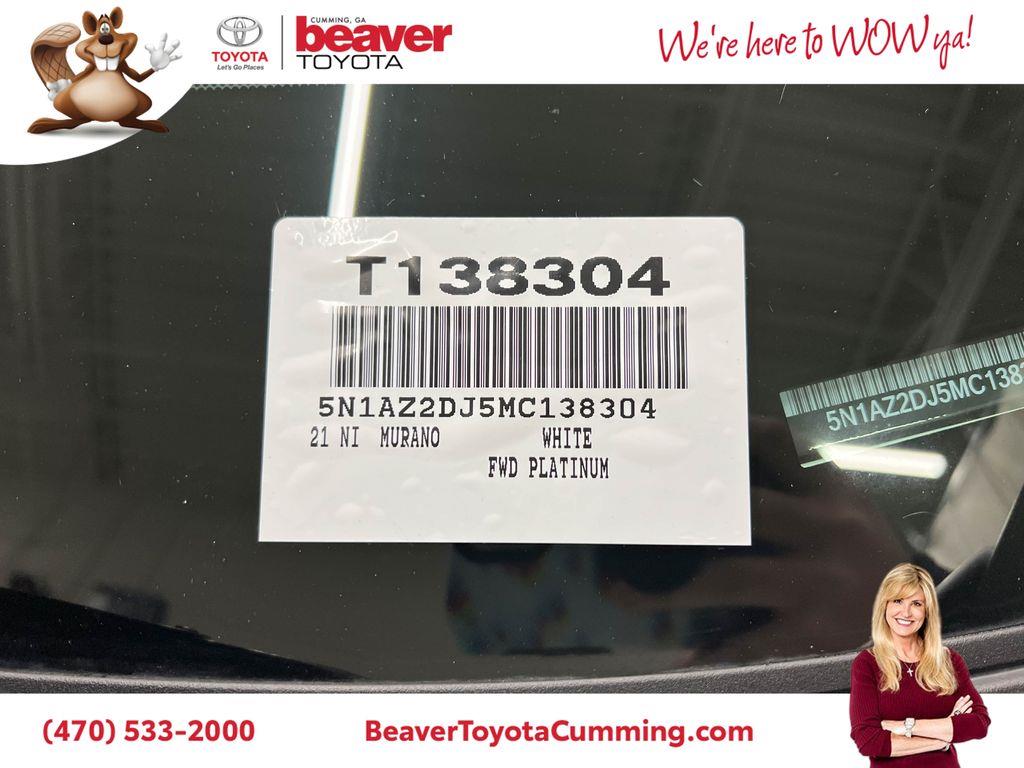 CUMMING, GA
beaver
TOYOTA
TOYOTA
Let's Go Places
We're here to WOW ya!
T138304
5N1AZ2DJ5MC138304
21 NI MURANO WHITE
FWD PLATINUM
5N1AZ2DJ5MC138
(470) 533-2000
BeaverToyotaCumming.com